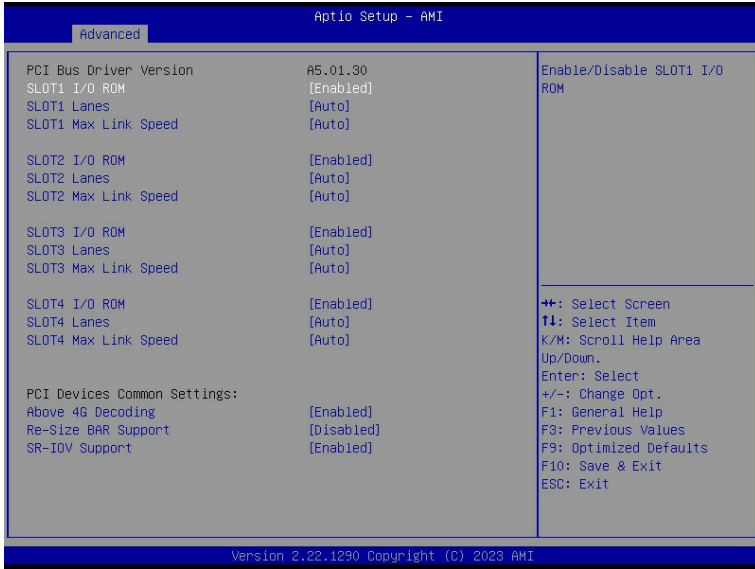 Aptio Setup – AMI
Advanced
PCI Bus Driver Version A5.01.30
SLOT1 I/O ROM [Enabled]
SLOT1 Lanes [Auto]
SLOT1 Max Link Speed [Auto]
SLOT2 I/O ROM [Enabled]
SLOT2 Lanes [Auto]
SLOT2 Max Link Speed [Auto]
SLOT3 I/O ROM [Enabled]
SLOT3 Lanes [Auto]
SLOT3 Max Link Speed [Auto]
SLOT4 I/O ROM [Enabled]
SLOT4 Lanes [Auto]
SLOT4 Max Link Speed [Auto]
PCI Devices Common Settings:
Above 4G Decoding [Enabled]
Re-Size BAR Support [Disabled]
SR-IOV Support [Enabled]
Enable/Disable SLOT1 I/O
ROM
→←: Select Screen
↑↓: Select Item
K/M: Scroll Help Area
Up/Down.
Enter: Select
+/-: Change Opt.
F1: General Help
F3: Previous Values
F9: Optimized Defaults
F10: Save & Exit
ESC: Exit
Version 2.22.1290 Copyright (C) 2023 AMI